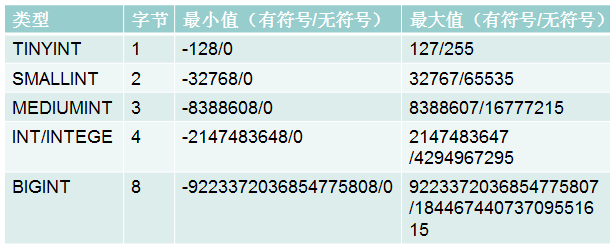 类型 字节 最小值（有符号/无符号） 最大值（有符号/无符号）
TINYINT 1 -128/0 127/255
SMALLINT 2 -32768/0 32767/65535
MEDIUMINT 3 -8388608/0 8388607/16777215
INT/INTEGE 4 -2147483648/0 2147483647
/4294967295
BIGINT 8 -9223372036854775808/0 9223372036854775807
/184467440737095516
15